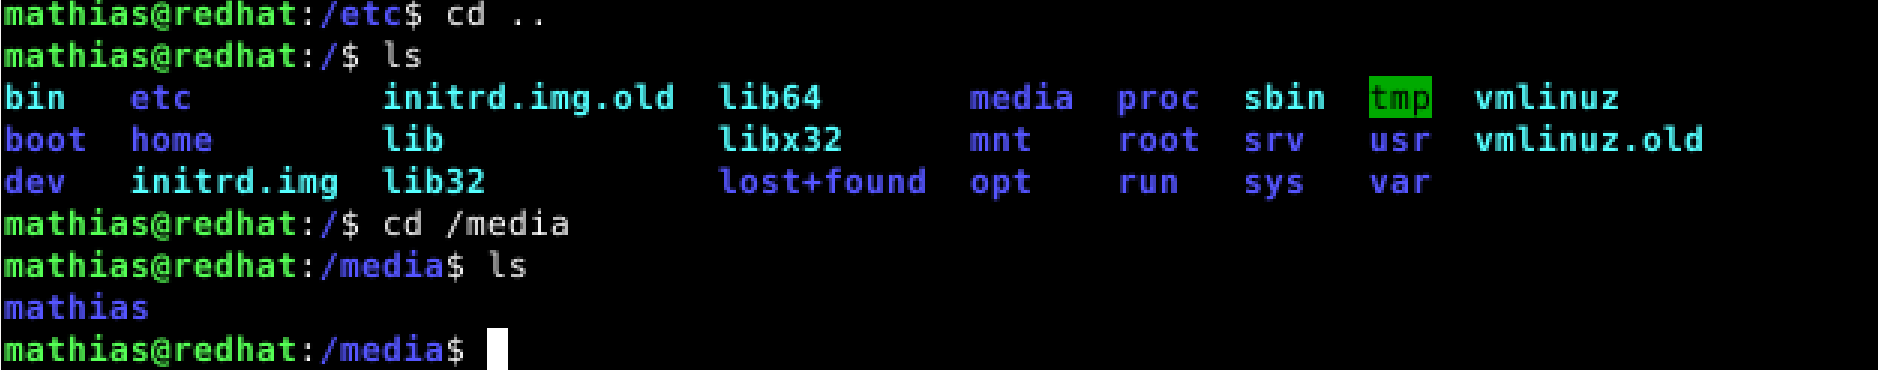 mathias@redhat:/etc$ cd ..
mathias@redhat:/$ ls
bin   etc         initrd.img.old  lib64       media  proc  sbin  tmp  vmlinuz
boot  home        lib             libx32      mnt    root  srv   usr  vmlinuz.old
dev   initrd.img  lib32           lost+found  opt    run   sys   var
mathias@redhat:/$ cd /media
mathias@redhat:/media$ ls
mathias
mathias@redhat:/media$